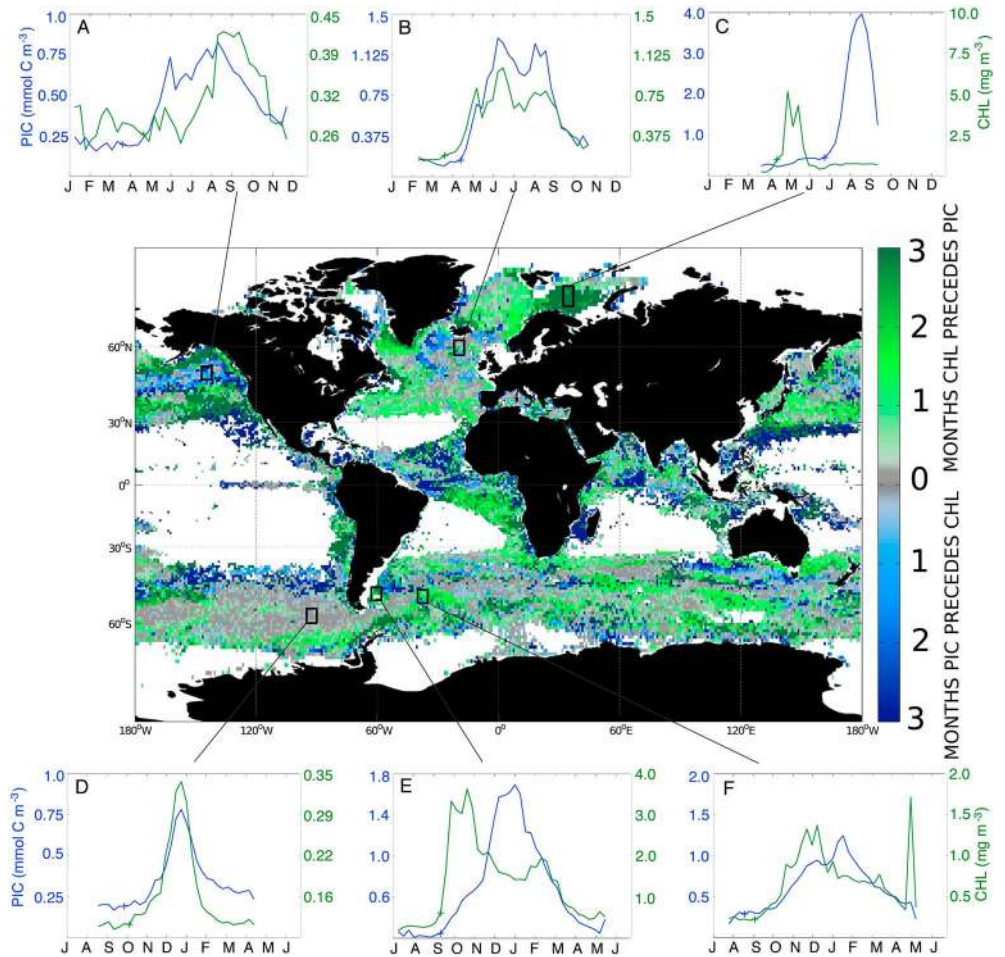 A
PIC (mmol C m⁻³)
1.0
0.75
0.50
0.25
0.45
0.39
0.32
0.26
J F M A M J J A S O N D
B
1.5
1.125
0.75
0.375
1.5
1.125
0.75
0.375
J F M A M J J A S O N D
C
4.0
3.0
2.0
1.0
10.0
7.5
5.0
2.5
CHL (mg m⁻³)
J F M A M J J A S O N D
60°N
30°N
0°
30°S
60°S
180°W
60°W
0°
60°E
120°E
180°W
3
2
1
0
1
2
3
MONTHS CHL PRECEDES PIC
MONTHS PIC PRECEDES CHL
D
PIC (mmol C m⁻³)
1.0
0.75
0.5
0.25
0.35
0.29
0.22
0.16
J A S O N D J F M A M J
E
1.8
1.4
1.0
0.6
4.0
3.0
2.0
1.0
J A S O N D J F M A M J
F
2.0
1.5
1.0
0.5
2.0
1.5
1.0
0.5
CHL (mg m⁻³)
J A S O N D J F M A M J